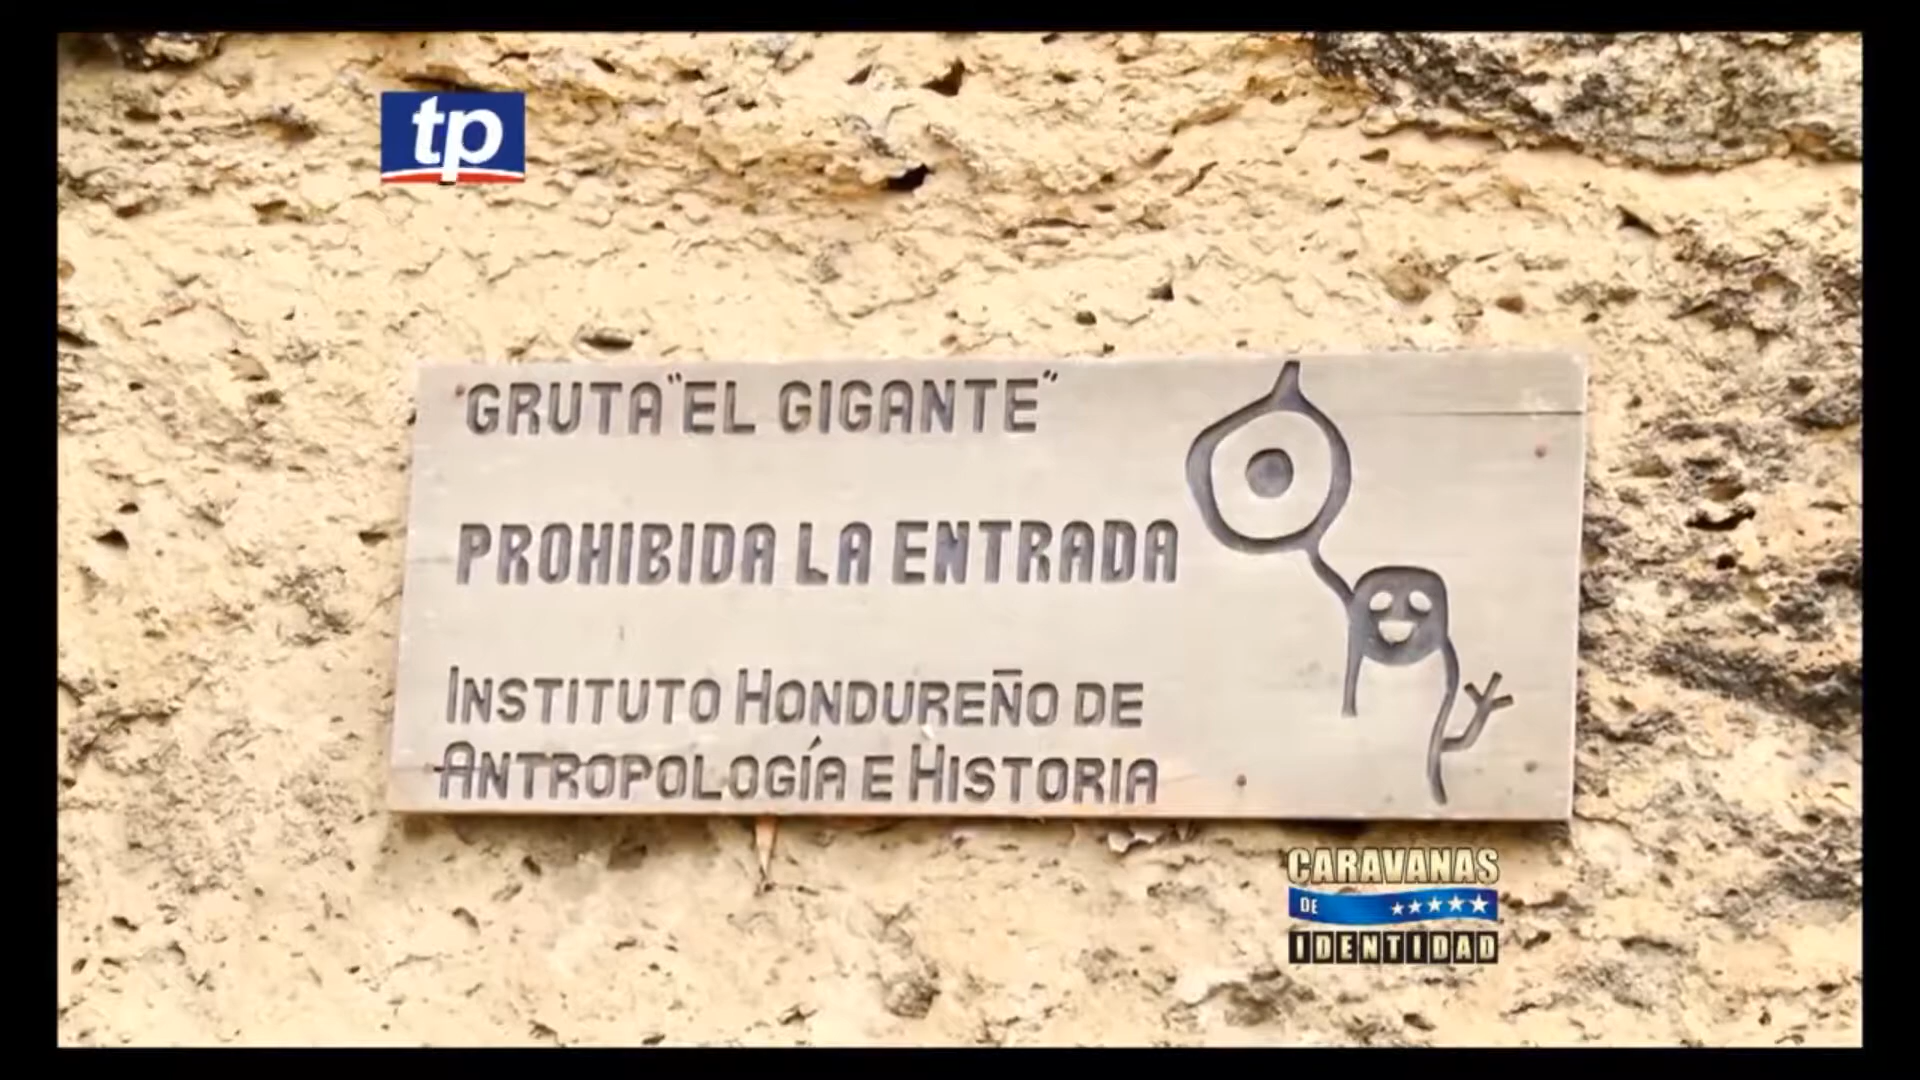 tp
GRUTA "EL GIGANTE"
PROHIBIDA LA ENTRADA
INSTITUTO HONDUREÑO DE
ANTROPOLOGÍA E HISTORIA
CARAVANAS
DE
IDENTIDAD